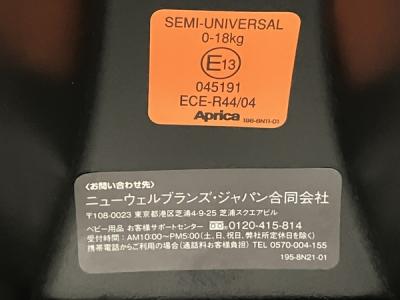 SEMI-UNIVERSAL
0-18kg
E13
045191
ECE-R44/04
Aprica 196-8N11-01
<お問い合わせ先>
ニューウェルブランズ・ジャパン合同会社
〒108-0023 東京都港区芝浦4-9-25 芝浦スクエアビル
ベビー用品 お客様サポートセンター 0120-415-814
受付時間:AM10:00~PM5:00(土、日、祝日、弊社所定休日を除く)
携帯電話からご利用の場合(通話料お客様負担) TEL 0570-004-155
195-8N21-01